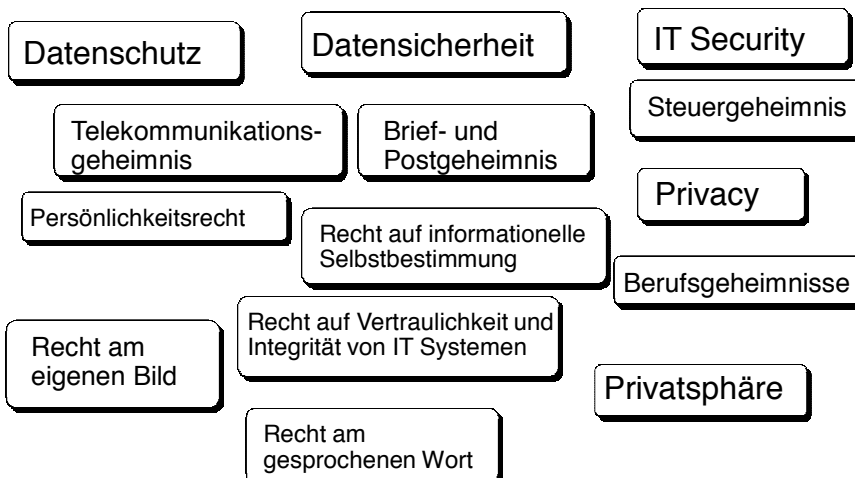 Datenschutz
Datensicherheit
IT Security
Telekommunikations-
geheimnis
Brief- und
Postgeheimnis
Steuergeheimnis
Persönlichkeitsrecht
Privacy
Recht auf informationelle
Selbstbestimmung
Berufsgeheimnisse
Recht am
eigenen Bild
Recht auf Vertraulichkeit und
Integrität von IT Systemen
Privatsphäre
Recht am
gesprochenen Wort